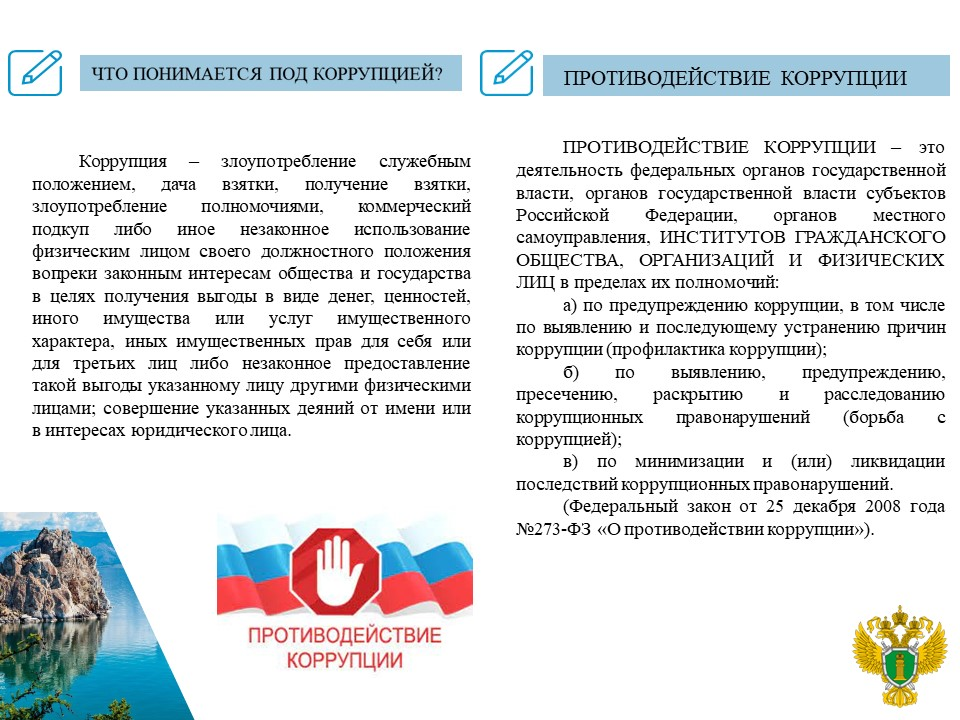 ЧТО ПОНИМАЕТСЯ ПОД КОРРУПЦИЕЙ?
Коррупция – злоупотребление служебным
положением, дача взятки, получение взятки,
злоупотребление полномочиями, коммерческий
подкуп либо иное незаконное использование
физическим лицом своего должностного положения
вопреки законным интересам общества и государства
в целях получения выгоды в виде денег, ценностей,
иного имущества или услуг имущественного
характера, иных имущественных прав для себя или
для третьих лиц либо незаконное предоставление
такой выгоды указанному лицу другими физическими
лицами; совершение указанных деяний от имени или
в интересах юридического лица.
ПРОТИВОДЕЙСТВИЕ
КОРРУПЦИИ
ПРОТИВОДЕЙСТВИЕ КОРРУПЦИИ
ПРОТИВОДЕЙСТВИЕ КОРРУПЦИИ – это
деятельность федеральных органов государственной
власти, органов государственной власти субъектов
Российской Федерации, органов местного
самоуправления, ИНСТИТУТОВ ГРАЖДАНСКОГО
ОБЩЕСТВА, ОРГАНИЗАЦИЙ И ФИЗИЧЕСКИХ
ЛИЦ в пределах их полномочий:
а) по предупреждению коррупции, в том числе
по выявлению и последующему устранению причин
коррупции (профилактика коррупции);
б) по выявлению, предупреждению,
пресечению, раскрытию и расследованию
коррупционных правонарушений (борьба с
коррупцией);
в) по минимизации и (или) ликвидации
последствий коррупционных правонарушений.
(Федеральный закон от 25 декабря 2008 года
№273-ФЗ «О противодействии коррупции»).